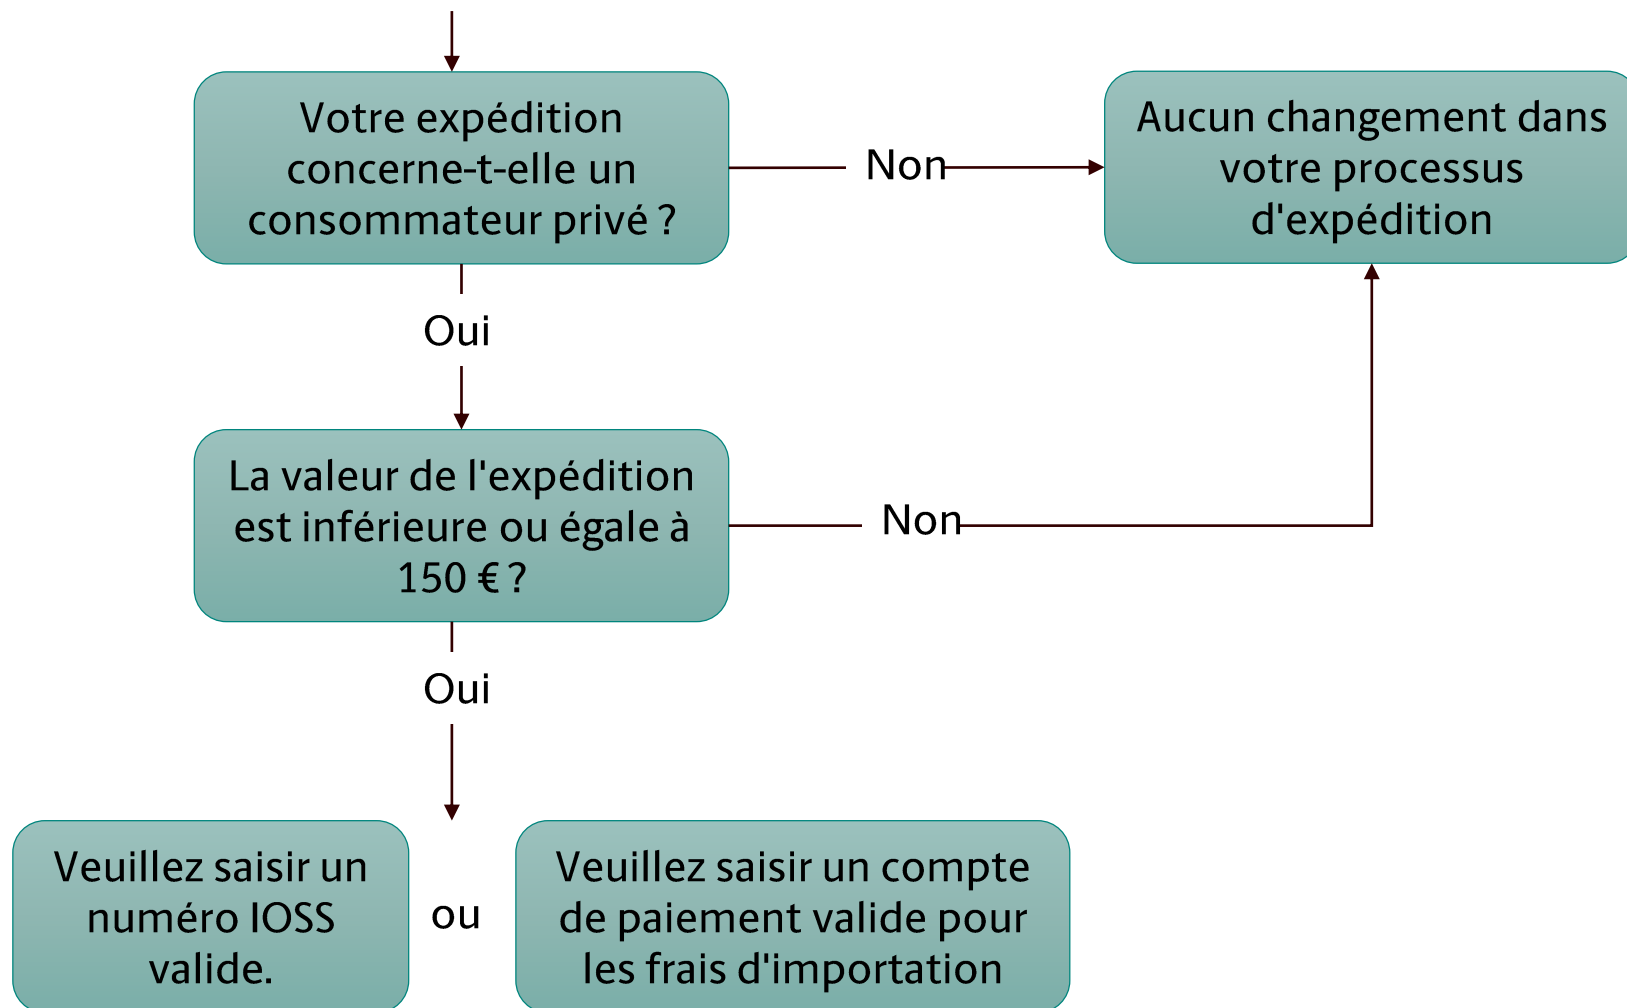 Votre expédition
concerne-t-elle un
consommateur privé ?
Non
Aucun changement dans
votre processus
d'expédition
Oui
La valeur de l'expédition
est inférieure ou égale à
150 € ?
Non
Oui
Veuillez saisir un
numéro IOSS
valide.
ou
Veuillez saisir un compte
de paiement valide pour
les frais d'importation